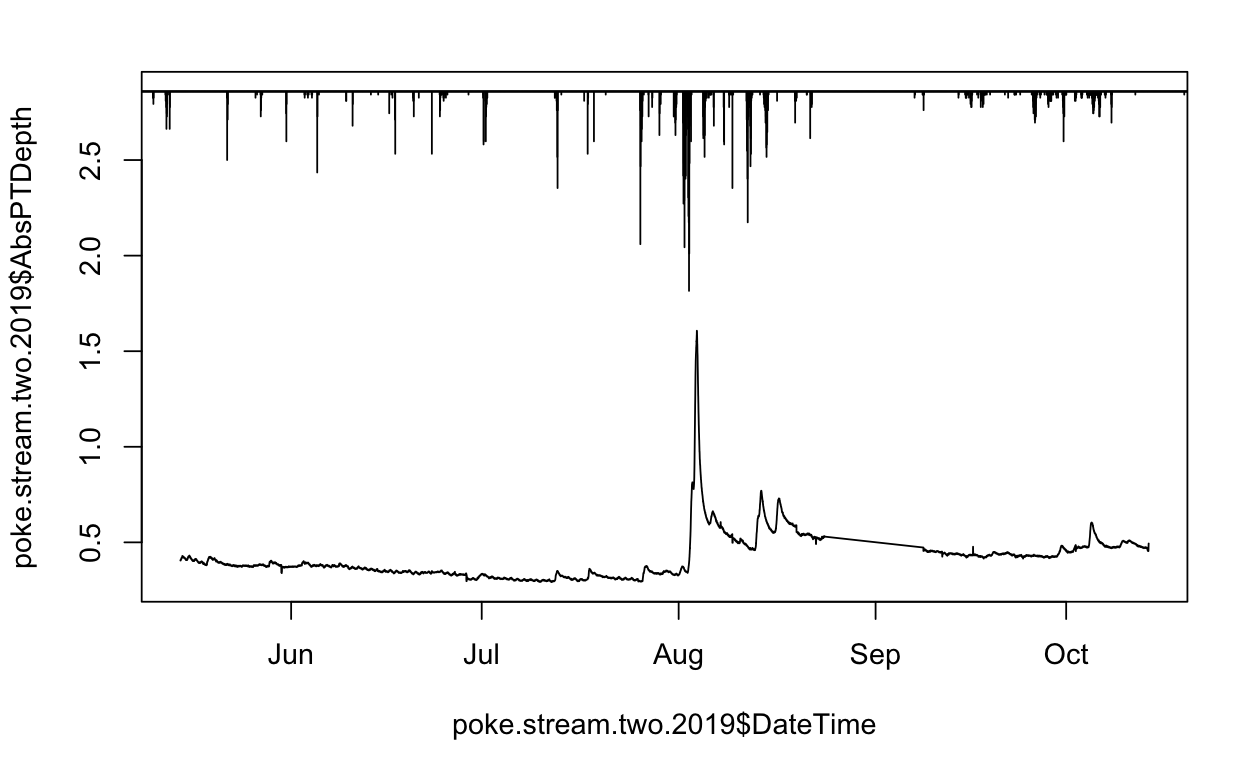 poke.stream.two.2019$AbsPTDepth
2.5
2.0
1.5
1.0
0.5
Jun Jul Aug Sep Oct
poke.stream.two.2019$DateTime